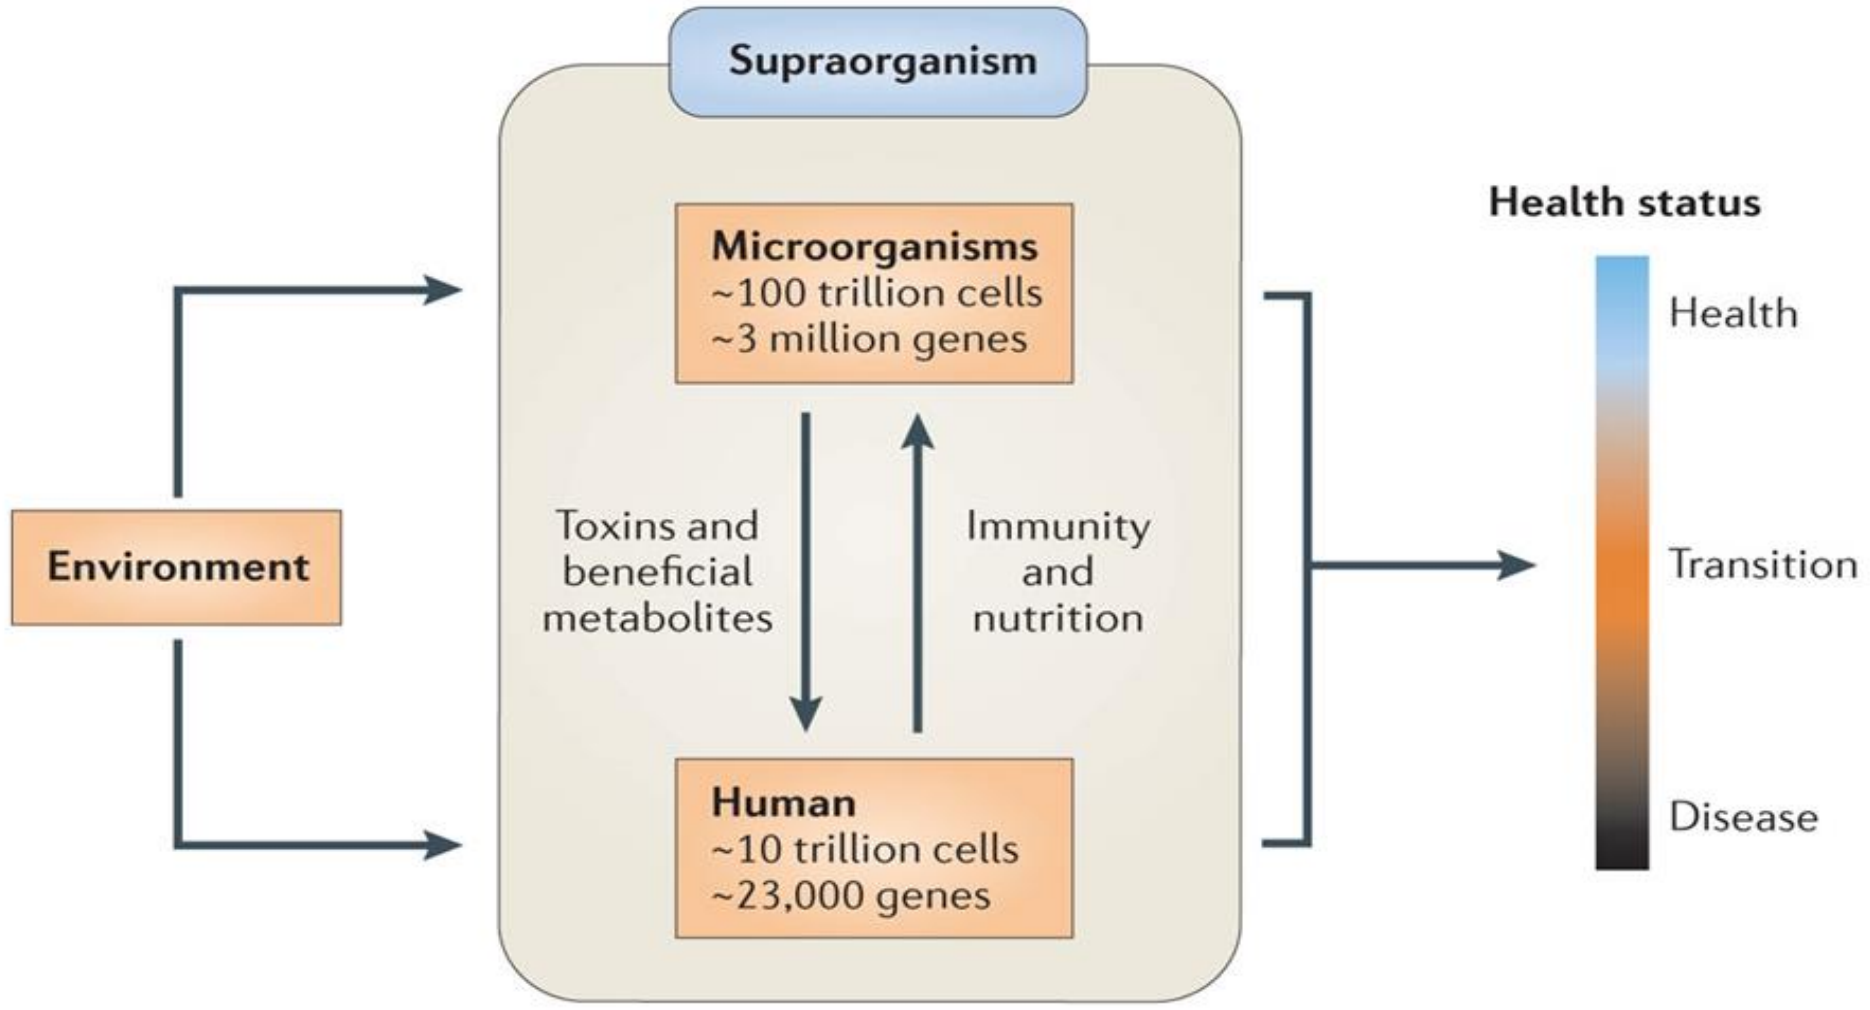 Supraorganism
Health status
Microorganisms
~100 trillion cells
~3 million genes
Health
Environment
Toxins and
beneficial
metabolites
Immunity
and
nutrition
Transition
Human
~10 trillion cells
~23,000 genes
Disease